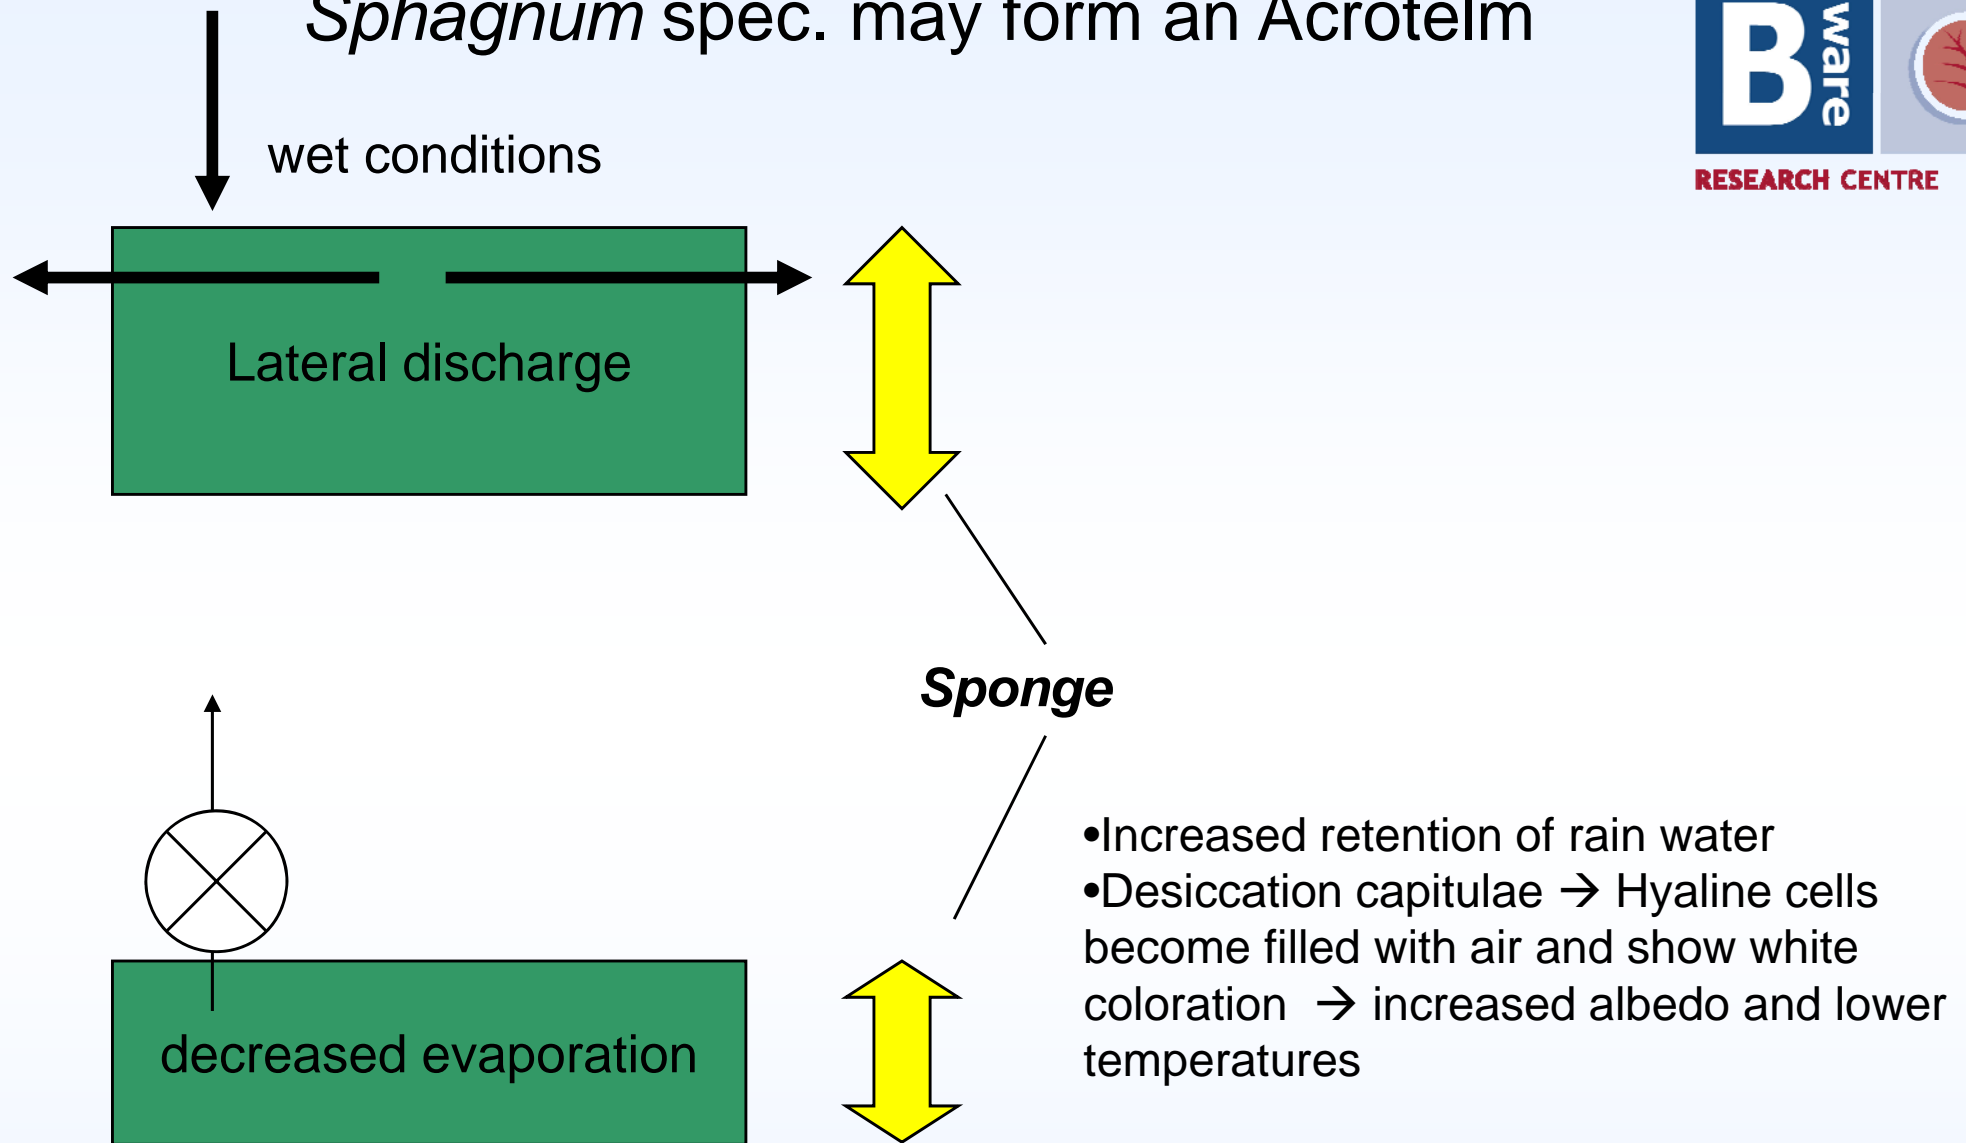 Sphagnum spec. may form an Acrotelm
B ware
RESEARCH CENTRE
wet conditions
Lateral discharge
Sponge
•Increased retention of rain water
•Desiccation capitulae → Hyaline cells
become filled with air and show white
coloration → increased albedo and lower
temperatures
decreased evaporation